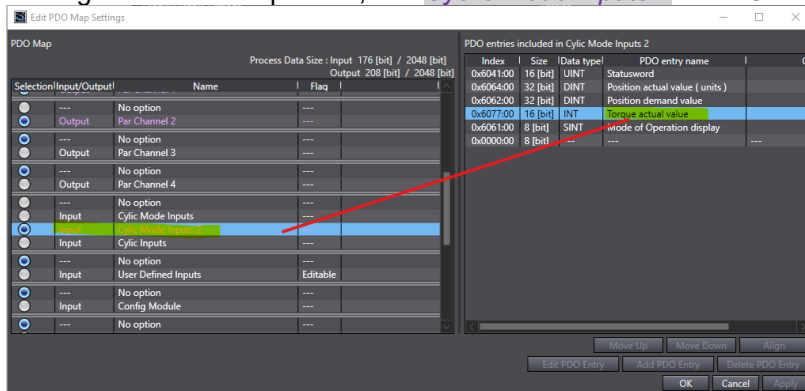 Edit PDO Map Settings
PDO Map
Process Data Size : Input 176 [bit] / 2048 [bit]
Output 208 [bit] / 2048 [bit]
Selection Input/Output Name Flag
--- No option ---
Output Par Channel 2 ---
--- No option ---
Output Par Channel 3 ---
--- No option ---
Output Par Channel 4 ---
--- No option ---
Input Cylic Mode Inputs ---
Input Cylic Mode Inputs 2 ---
Input Cylic Inputs ---
--- No option ---
Input User Defined Inputs Editable
--- No option ---
Input Config Module ---
--- No option ---
PDO entries included in Cylic Mode Inputs 2
Index Size Data type PDO entry name
0x6041:00 16 [bit] UINT Statusword
0x6064:00 32 [bit] DINT Position actual value ( units )
0x6062:00 32 [bit] DINT Position demand value
0x6077:00 16 [bit] INT Torque actual value
0x6061:00 8 [bit] SINT Mode of Operation display
0x0000:00 8 [bit] --- --- ---
Move Up Move Down Align
Edit PDO Entry Add PDO Entry Delete PDO Entry
OK Cancel Apply